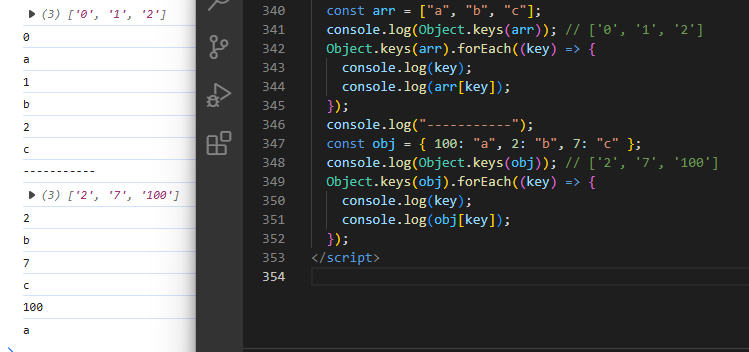 (3) ['0', '1', '2']
0
a
1
b
2
c
-----------
(3) ['2', '7', '100']
2
b
7
c
100
a
340 const arr = ["a", "b", "c"];
341 console.log(Object.keys(arr)); // ['0', '1', '2']
342 Object.keys(arr).forEach((key) => {
343 console.log(key);
344 console.log(arr[key]);
345 });
346 console.log("-----------");
347 const obj = { 100: "a", 2: "b", 7: "c" };
348 console.log(Object.keys(obj)); // ['2', '7', '100']
349 Object.keys(obj).forEach((key) => {
350 console.log(key);
351 console.log(obj[key]);
352 });
353 </script>
354